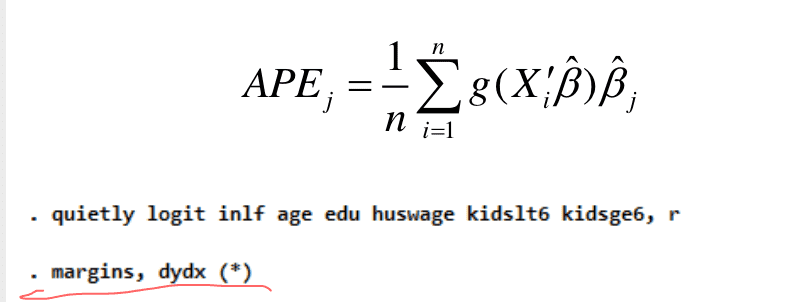 APE_j = \frac{1}{n} \sum_{i=1}^{n} g(X_i'\hat{\beta})\hat{\beta}_j
. quietly logit inlf age edu huswage kidslt6 kidsge6, r
. margins, dydx (*)